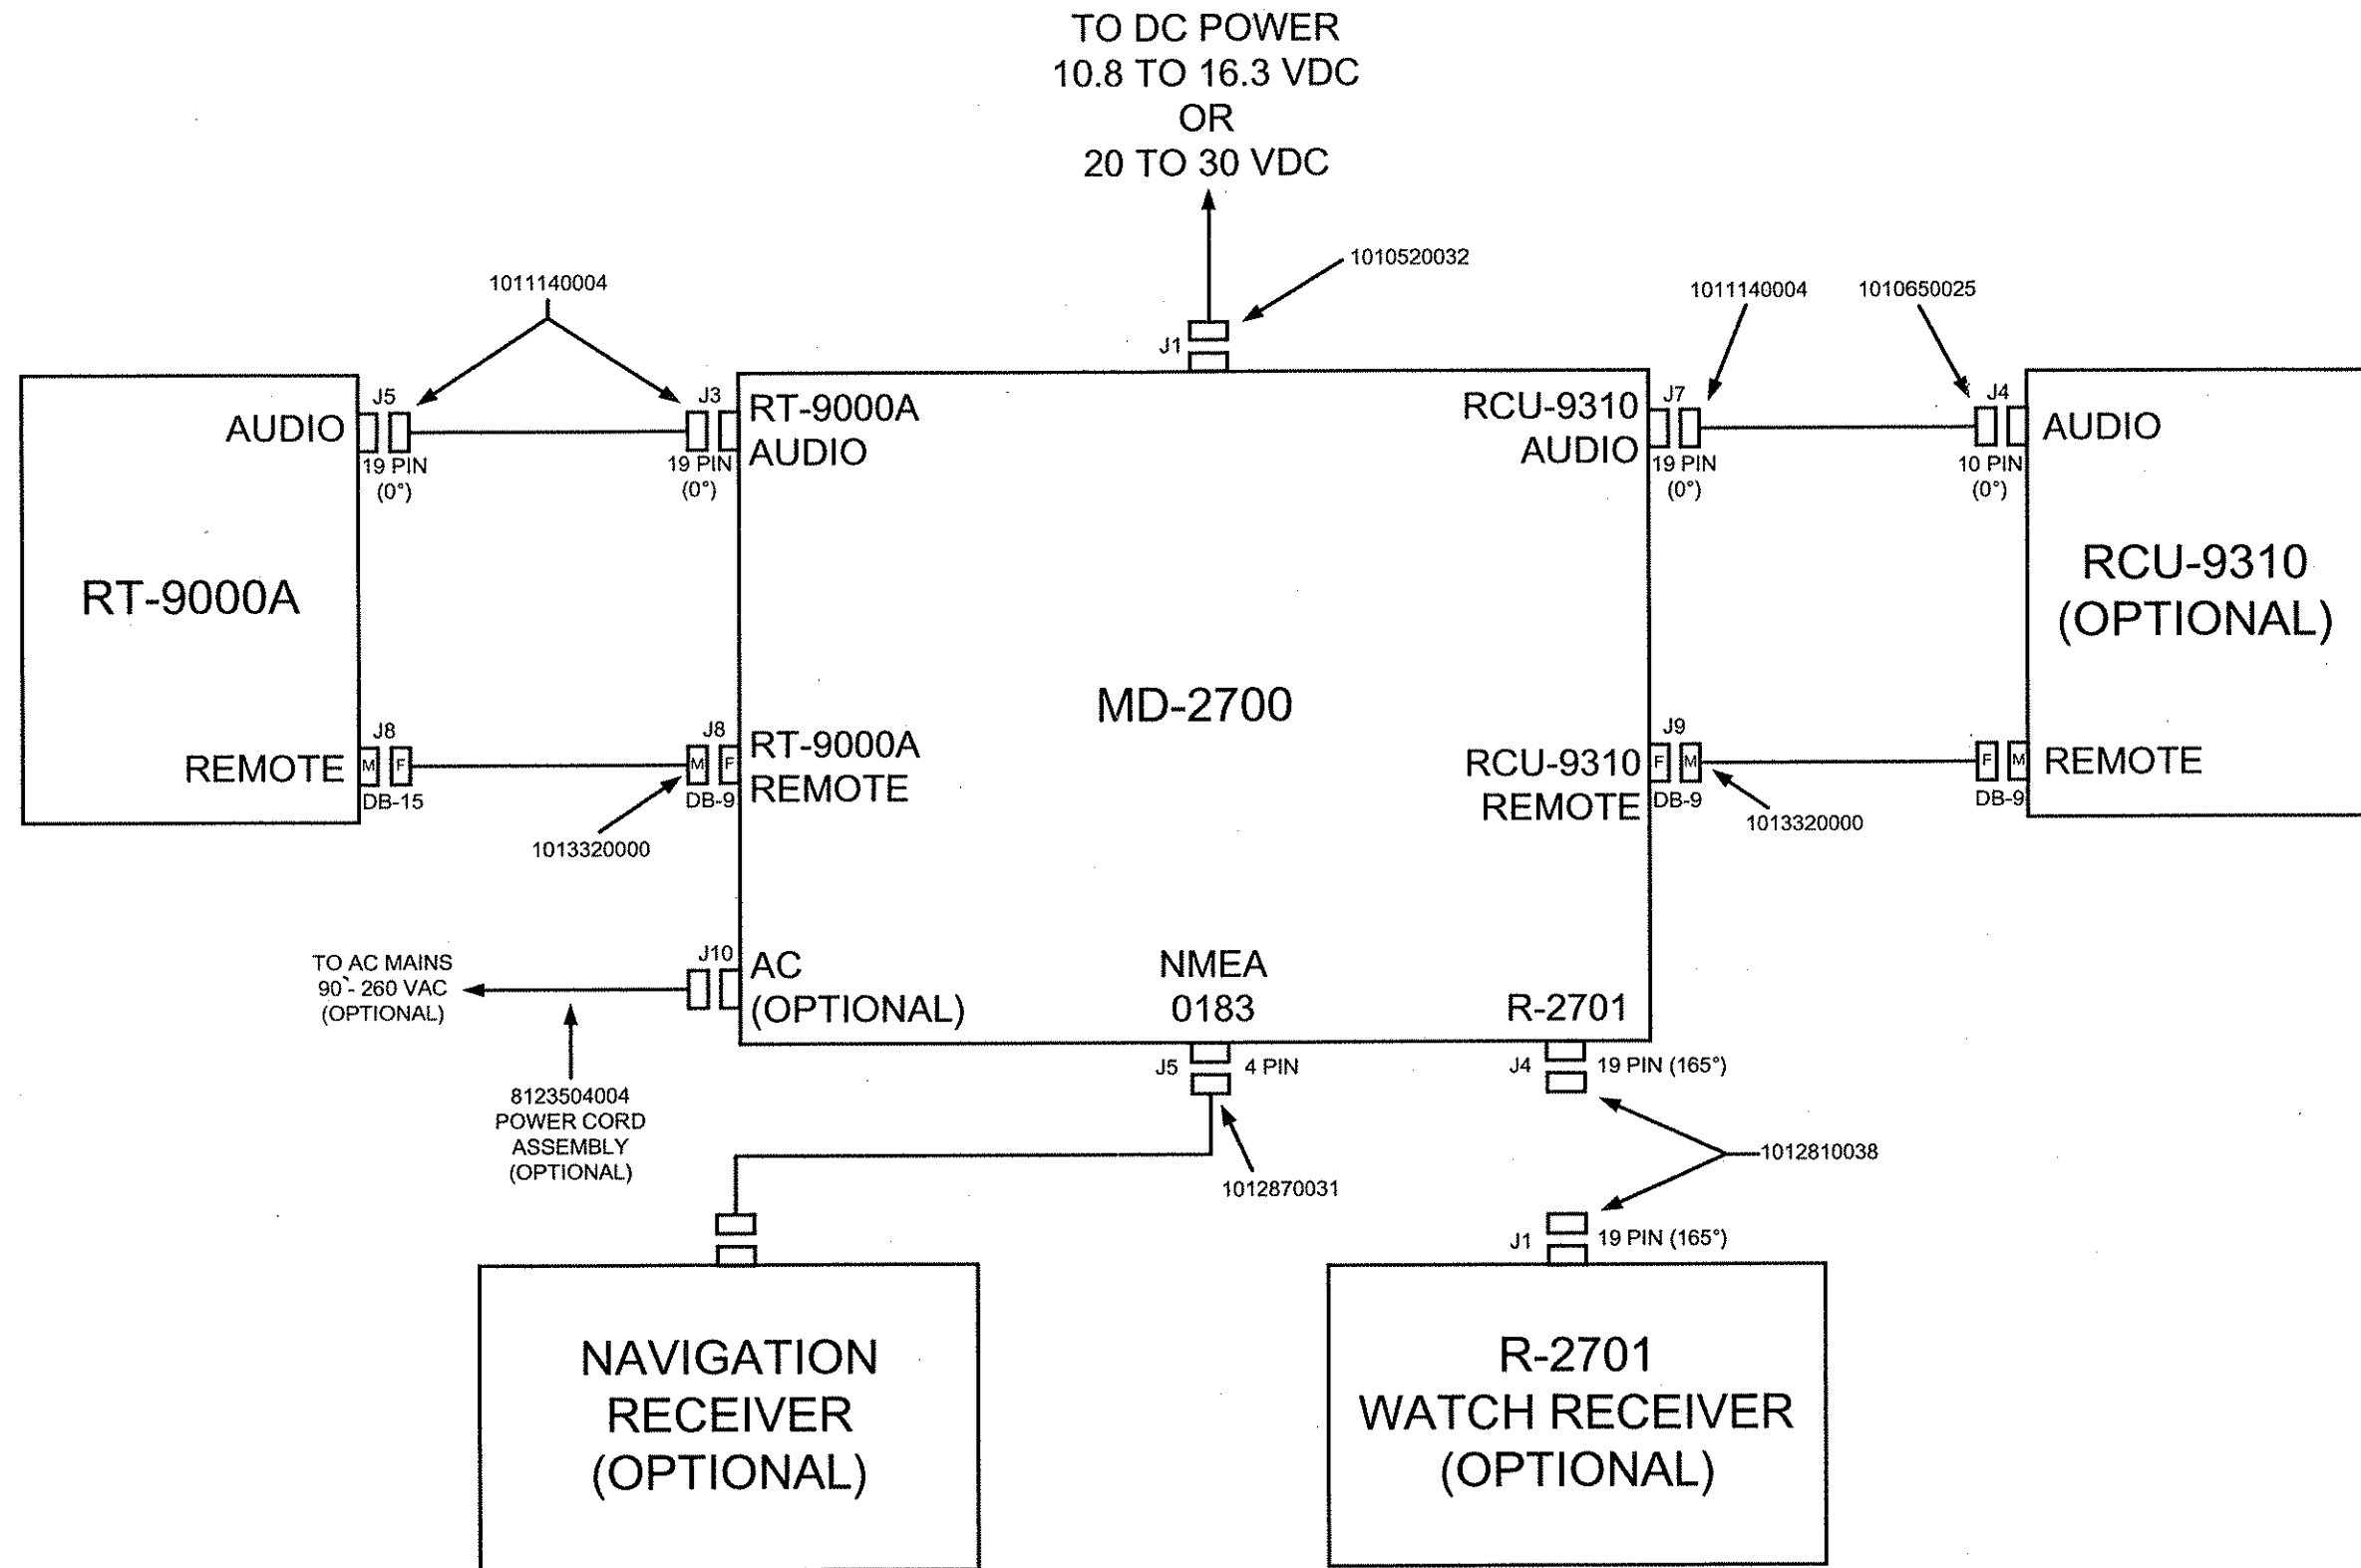 TO DC POWER
10.8 TO 16.3 VDC
OR
20 TO 30 VDC
1010520032
J1
1011140004
1011140004
1010650025
J5
AUDIO
19 PIN
(0°)
J3
19 PIN
(0°)
RT-9000A
AUDIO
RCU-9310
AUDIO
J7
19 PIN
(0°)
J4
10 PIN
(0°)
AUDIO
RT-9000A
MD-2700
RCU-9310
(OPTIONAL)
J8
REMOTE
M F
DB-15
J8
M F
DB-9
RT-9000A
REMOTE
1013320000
RCU-9310
REMOTE
J9
F M
DB-9
1013320000
F M
DB-9
REMOTE
TO AC MAINS
90`- 260 VAC
(OPTIONAL)
J10
AC
(OPTIONAL)
8123504004
POWER CORD
ASSEMBLY
(OPTIONAL)
NMEA
0183
J5
4 PIN
1012870031
R-2701
J4
19 PIN (165°)
1012810038
J1
19 PIN (165°)
NAVIGATION
RECEIVER
(OPTIONAL)
R-2701
WATCH RECEIVER
(OPTIONAL)